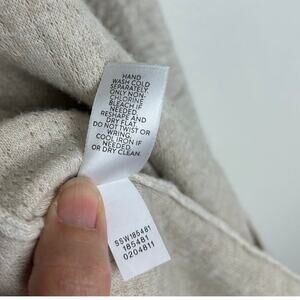 HAND
WASH COLD
SEPARATELY.
ONLY NON-
CHLORINE
BLEACH IF
NEEDED.
RESHAPE AND
DRY FLAT.
DO NOT TWIST OR
WRING.
COOL IRON IF
NEEDED.
OR DRY CLEAN.
SSW185481
185481
0204811